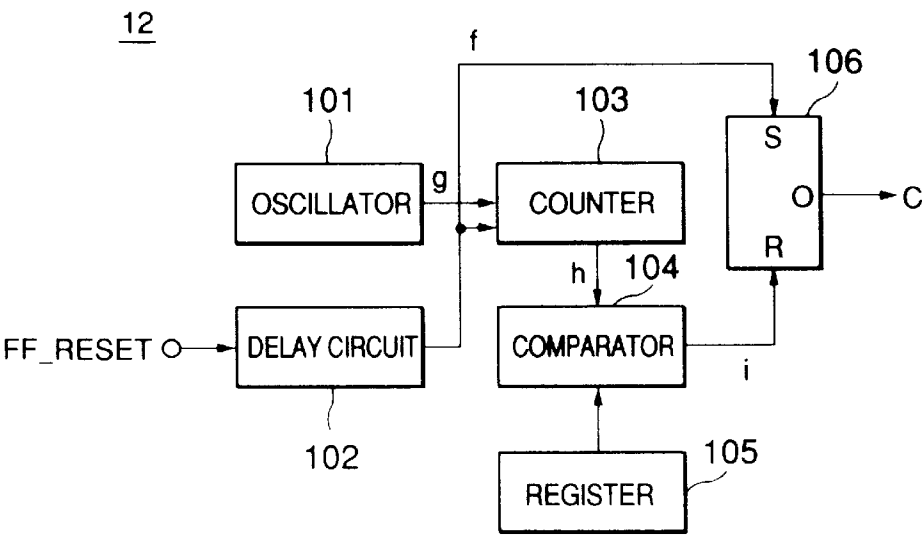 12
f
106
101
103
S
g
OSCILLATOR
COUNTER
O
C
R
h
104
FF_RESET
DELAY CIRCUIT
COMPARATOR
i
102
105
REGISTER